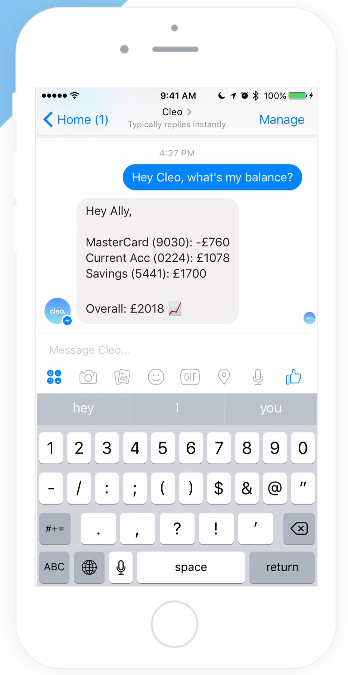 9:41 AM 100%
Home (1) Cleo > Manage
Typically replies instantly
4:27 PM
Hey Cleo, what's my balance?
Hey Ally,
MasterCard (9030): -£760
Current Acc (0224): £1078
Savings (5441): £1700
Overall: £2018
cleo.
Message Cleo...
GIF
hey I you
1 2 3 4 5 6 7 8 9 0
- / : ; ( ) $ & @ "
#+= . , ? ! '
ABC space return